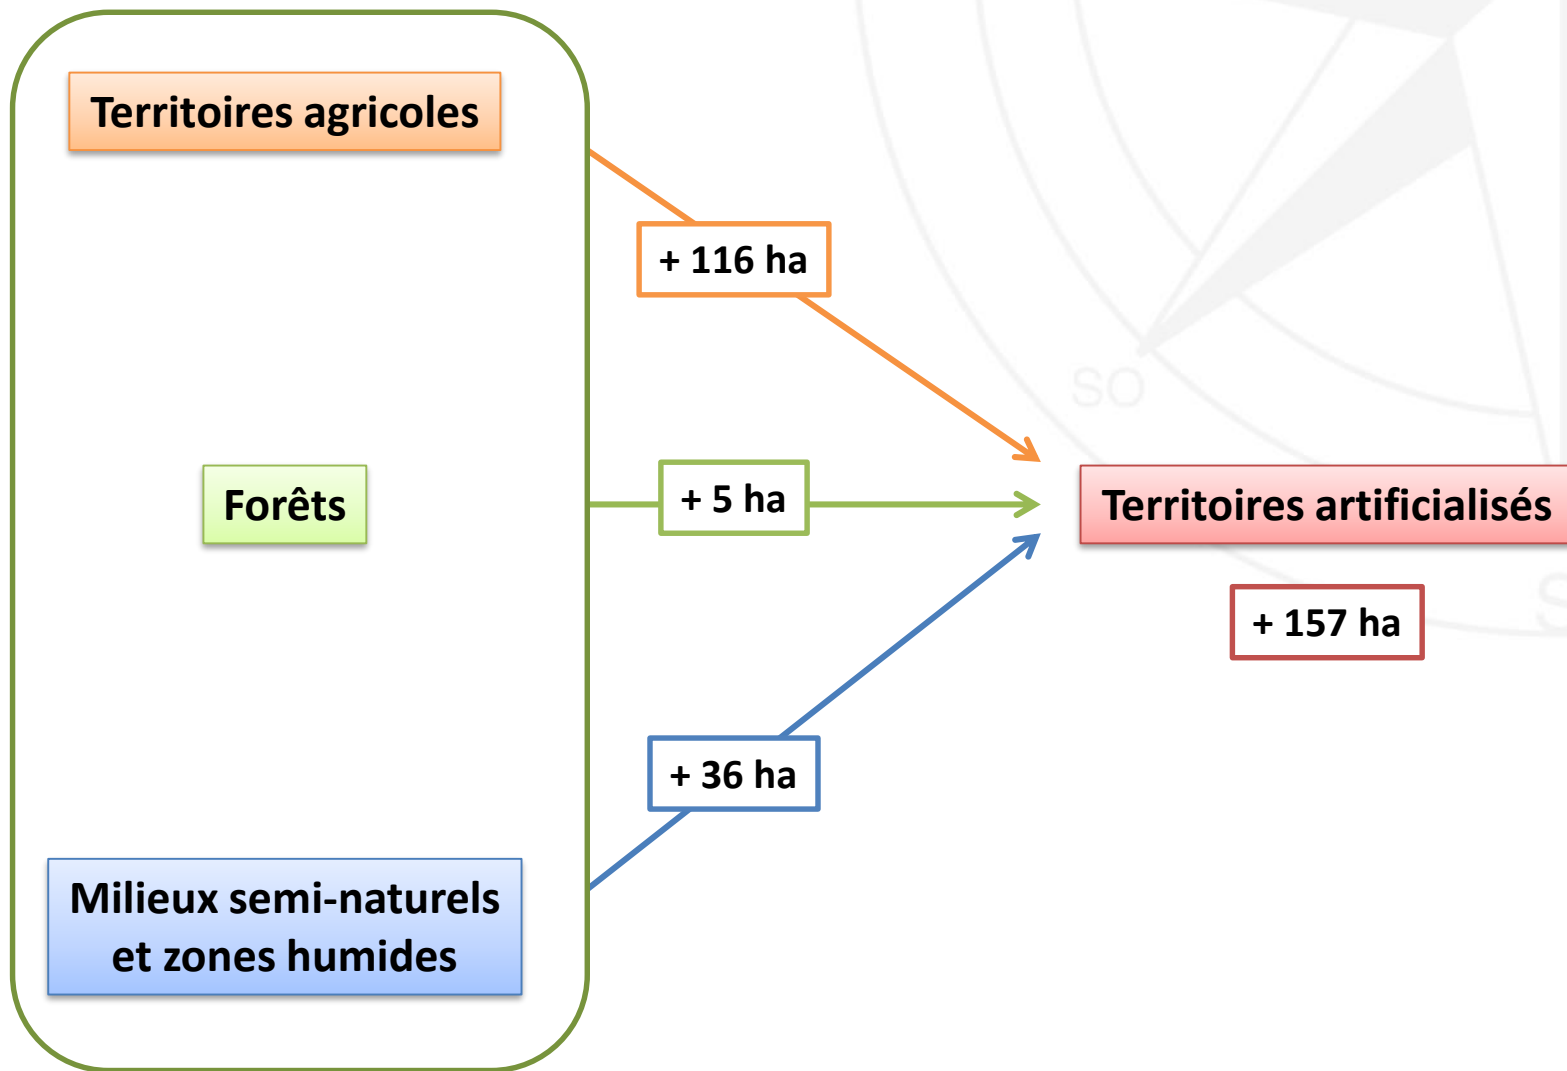 Territoires agricoles
+ 116 ha
SO
Forêts
+ 5 ha
Territoires artificialisés
S
+ 157 ha
+ 36 ha
Milieux semi-naturels
et zones humides